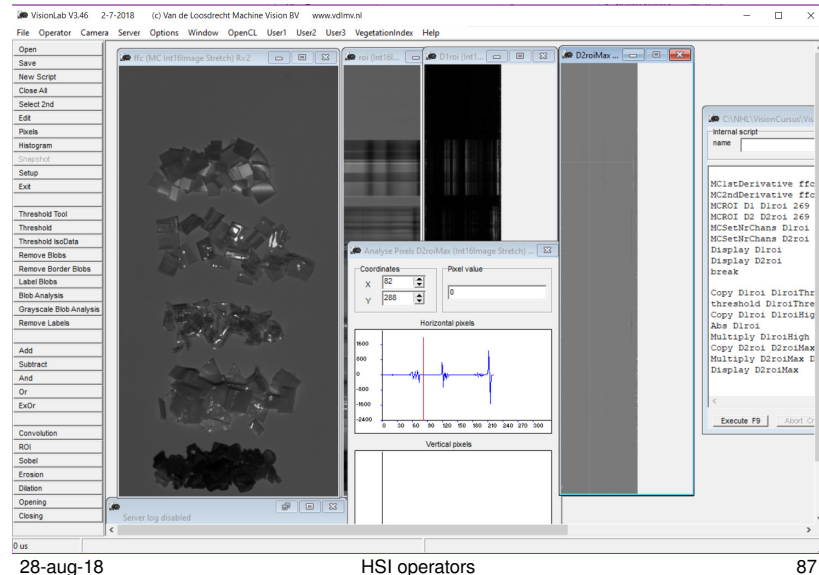 VisionLab V3.46 2-7-2018 (c) Van de Loosdrecht Machine Vision BV www.vdlmv.nl
File Operator Camera Server Options Window OpenCL User1 User2 User3 VegetationIndex Help
Open
Save
New Script
Close All
Select 2nd
Edit
Pixels
Histogram
Snapshot
Setup
Exit
Threshold Tool
Threshold
Threshold IsoData
Remove Blobs
Remove Border Blobs
Label Blobs
Blob Analysis
Grayscale Blob Analysis
Remove Labels
Add
Subtract
And
Or
ExOr
Convolution
ROI
Sobel
Erosion
Dilation
Opening
Closing
0 us
ffc (MC Int16Image Stretch) R=2
roi (Int16I...
D1roi (Int1...
D2roiMax ...
Analyse Pixels D2roiMax (Int16Image Stretch) ...
Coordinates
X 82
Y 288
Pixel value
0
Horizontal pixels
1600
800
0
-800
-1600
-2400
0 30 60 90 120 150 180 210 240 270 300
Vertical pixels
Server log disabled
C:\NHL\VisionCursus\Vis
Internal script
name
MC1stDerivative ffc
MC2ndDerivative ffc
MCROI D1 D1roi 269
MCROI D2 D2roi 269
MCSetNrChans D1roi
MCSetNrChans D2roi
Display D1roi
Display D2roi
break
Copy D1roi D1roiThr
threshold D1roiThre
Copy D1roi D1roiHig
Abs D1roi
Multiply D1roiHigh
Copy D2roi D2roiMax
Multiply D2roiMax D
Display D2roiMax
Execute F9 Abort Cr
28-aug-18 HSI operators 87